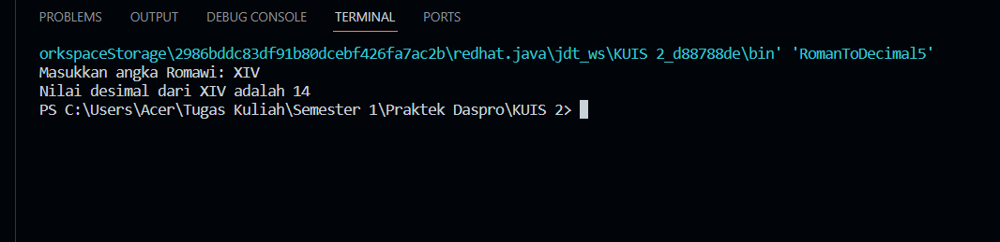 PROBLEMS OUTPUT DEBUG CONSOLE TERMINAL PORTS
orkspaceStorage\2986bddc83df91b80dcebf426fa7ac2b\redhat.java\jdt_ws\KUIS 2_d88788de\bin' 'RomanToDecimal5'
Masukkan angka Romawi: XIV
Nilai desimal dari XIV adalah 14
PS C:\Users\Acer\Tugas Kuliah\Semester 1\Praktek Daspro\KUIS 2>